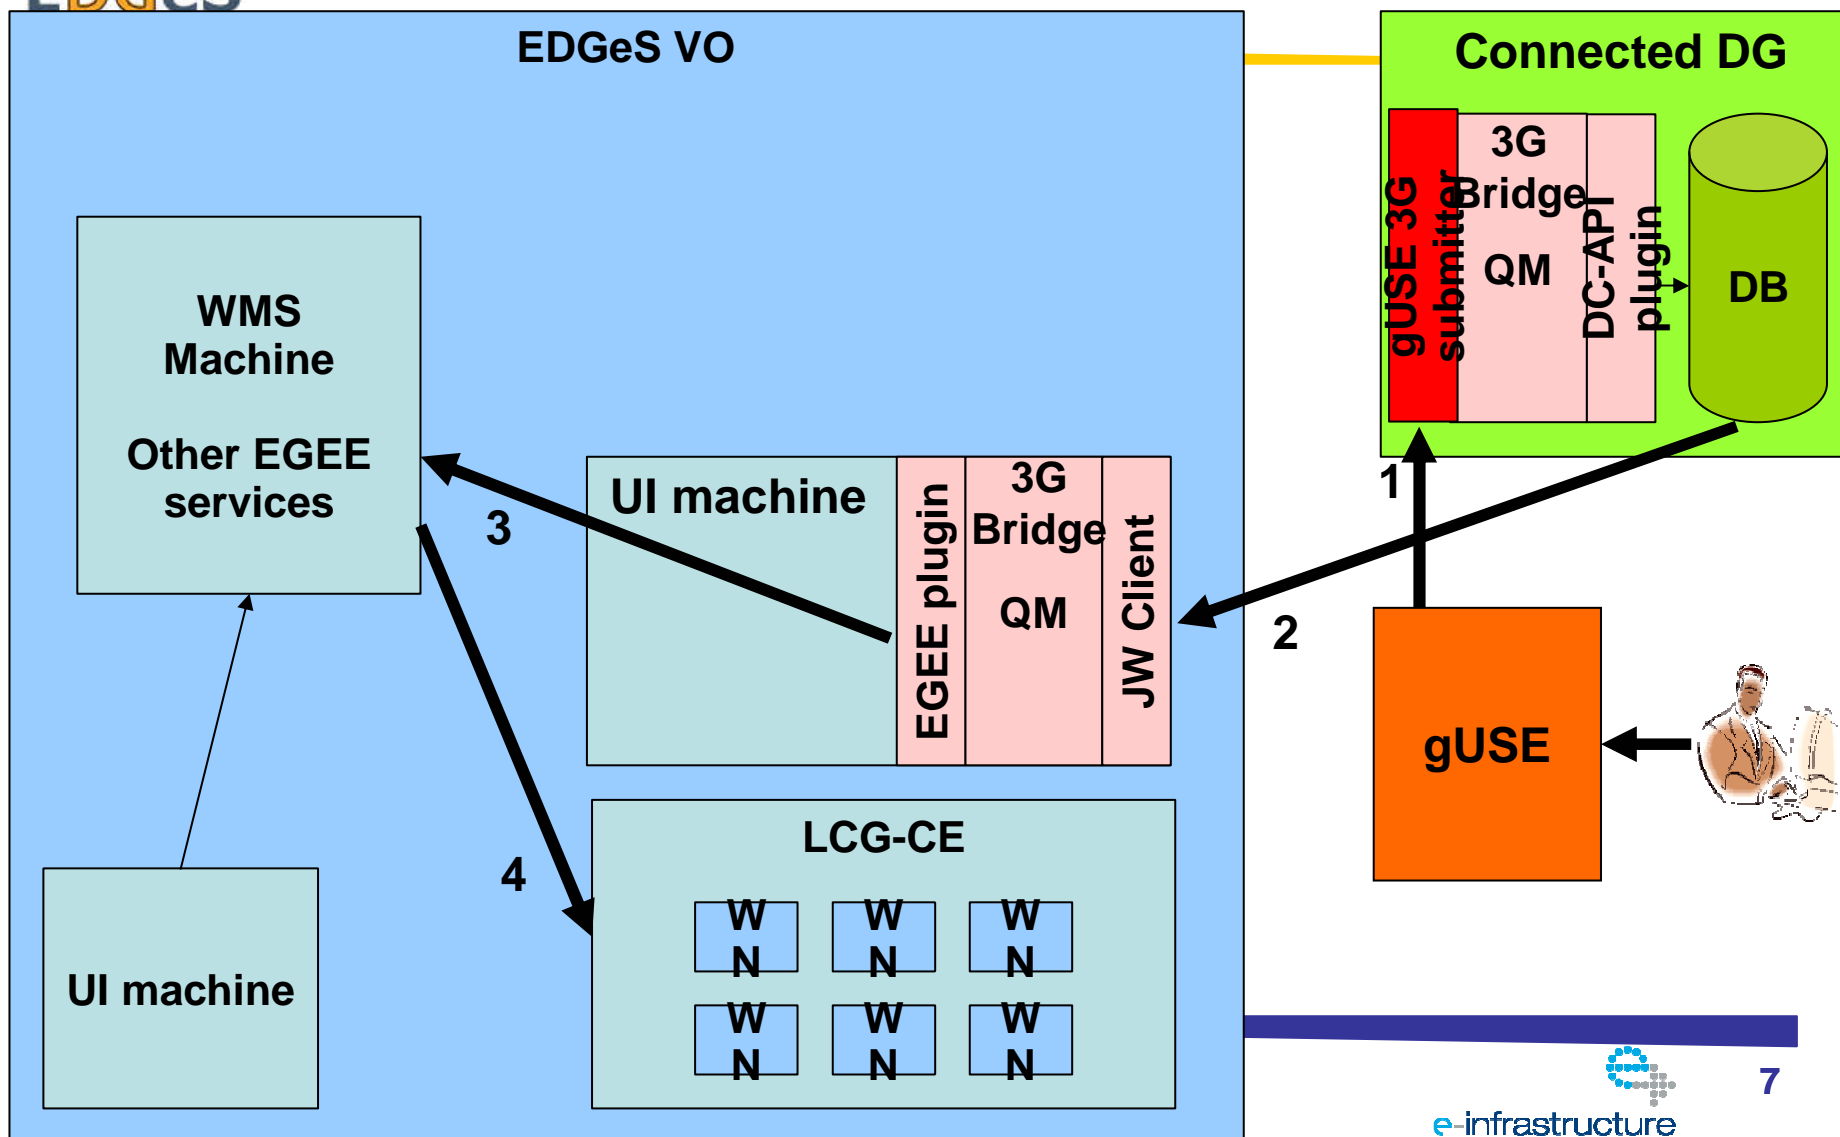 EDGeS
EDGeS VO
Connected DG
gUSE 3G
submitter
3G
Bridge
QM
DC-API
plugin
DB
WMS
Machine
Other EGEE
services
1
3
UI machine
EGEE plugin
3G
Bridge
QM
JW Client
2
gUSE
4
LCG-CE
W
N
W
N
W
N
W
N
W
N
W
N
UI machine
7
e-infrastructure